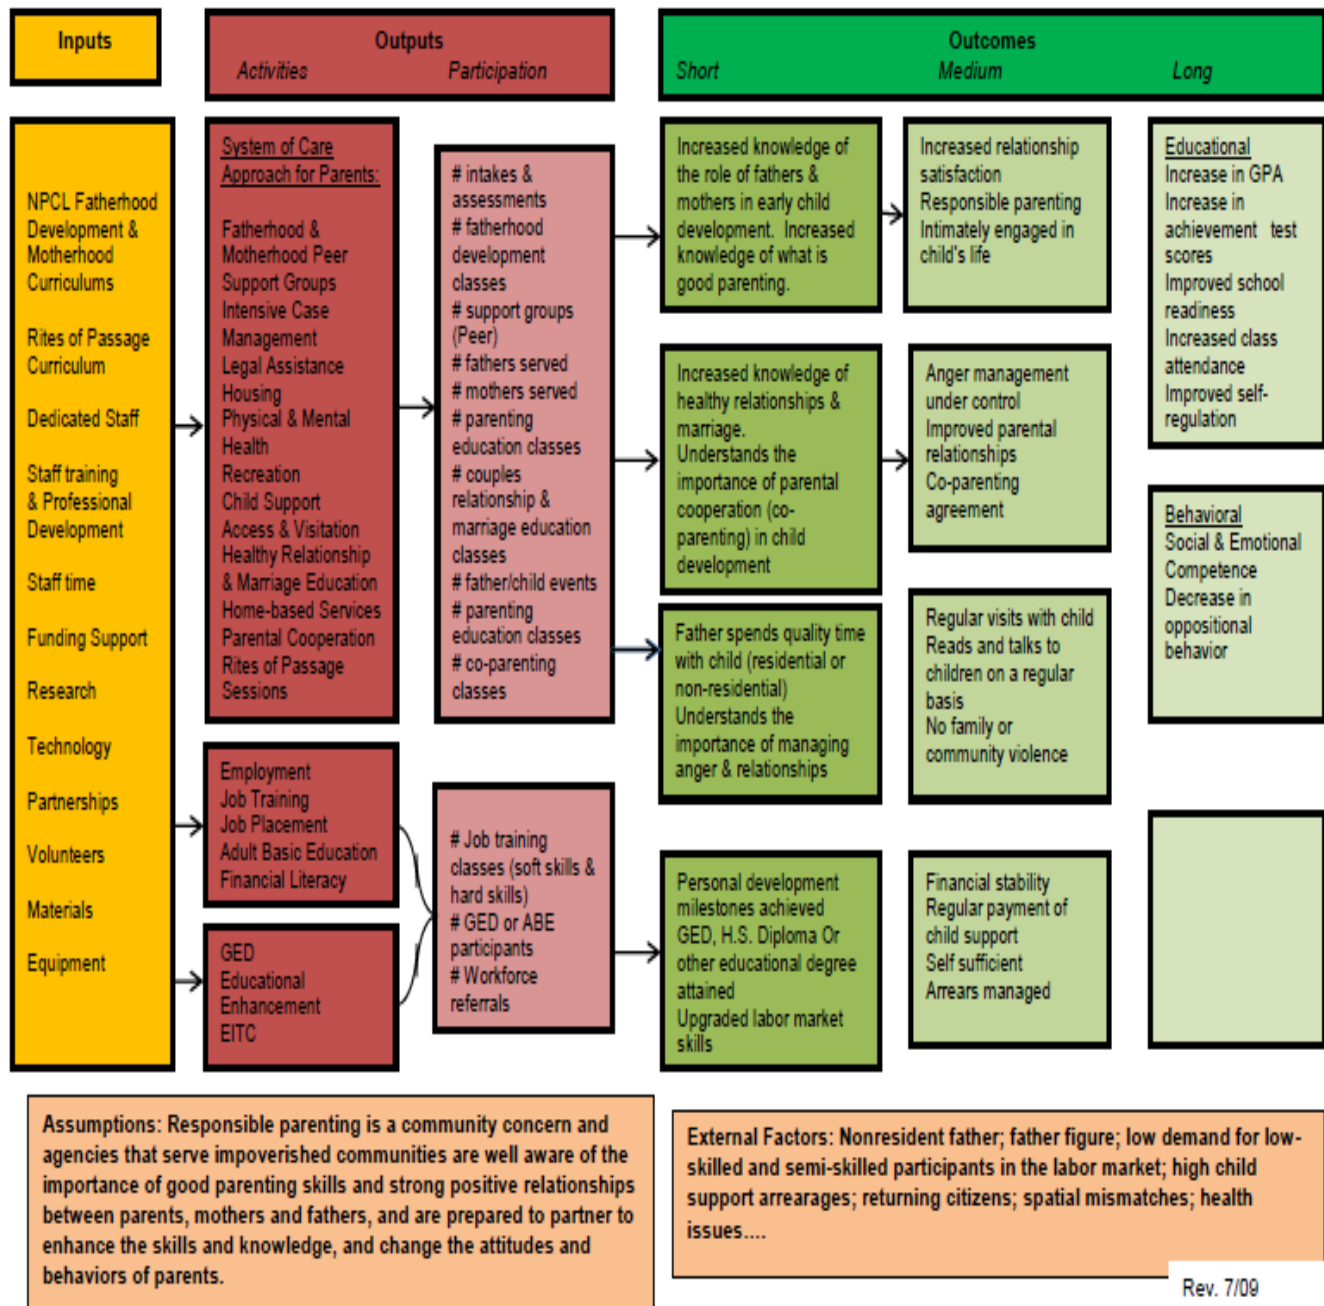 Inputs
Outputs
Activities
Participation
Outcomes
Short
Medium
Long
NPCL Fatherhood
Development &
Motherhood
Curriculums
Rites of Passage
Curriculum
Dedicated Staff
Staff training
& Professional
Development
Staff time
Funding Support
Research
Technology
Partnerships
Volunteers
Materials
Equipment
System of Care
Approach for Parents:
Fatherhood &
Motherhood Peer
Support Groups
Intensive Case
Management
Legal Assistance
Housing
Physical & Mental
Health
Recreation
Child Support
Access & Visitation
Healthy Relationship
& Marriage Education
Home-based Services
Parental Cooperation
Rites of Passage
Sessions
Employment
Job Training
Job Placement
Adult Basic Education
Financial Literacy
GED
Educational
Enhancement
EITC
# intakes &
assessments
# fatherhood
development
classes
# support groups
(Peer)
# fathers served
# mothers served
# parenting
education classes
# couples
relationship &
marriage education
classes
# father/child events
# parenting
education classes
# co-parenting
classes
# Job training
classes (soft skills &
hard skills)
# GED or ABE
participants
# Workforce
referrals
Increased knowledge of
the role of fathers &
mothers in early child
development. Increased
knowledge of what is
good parenting.
Increased knowledge of
healthy relationships &
marriage.
Understands the
importance of parental
cooperation (co-
parenting) in child
development
Father spends quality time
with child (residential or
non-residential)
Understands the
importance of managing
anger & relationships
Personal development
milestones achieved
GED, H.S. Diploma Or
other educational degree
attained
Upgraded labor market
skills
Increased relationship
satisfaction
Responsible parenting
Intimately engaged in
child's life
Anger management
under control
Improved parental
relationships
Co-parenting
agreement
Regular visits with child
Reads and talks to
children on a regular
basis
No family or
community violence
Financial stability
Regular payment of
child support
Self sufficient
Arrears managed
Educational
Increase in GPA
Increase in
achievement test
scores
Improved school
readiness
Increased class
attendance
Improved self-
regulation
Behavioral
Social & Emotional
Competence
Decrease in
oppositional
behavior
Assumptions: Responsible parenting is a community concern and
agencies that serve impoverished communities are well aware of the
importance of good parenting skills and strong positive relationships
between parents, mothers and fathers, and are prepared to partner to
enhance the skills and knowledge, and change the attitudes and
behaviors of parents.
External Factors: Nonresident father; father figure; low demand for low-
skilled and semi-skilled participants in the labor market; high child
support arrearages; returning citizens; spatial mismatches; health
issues....
Rev. 7/09